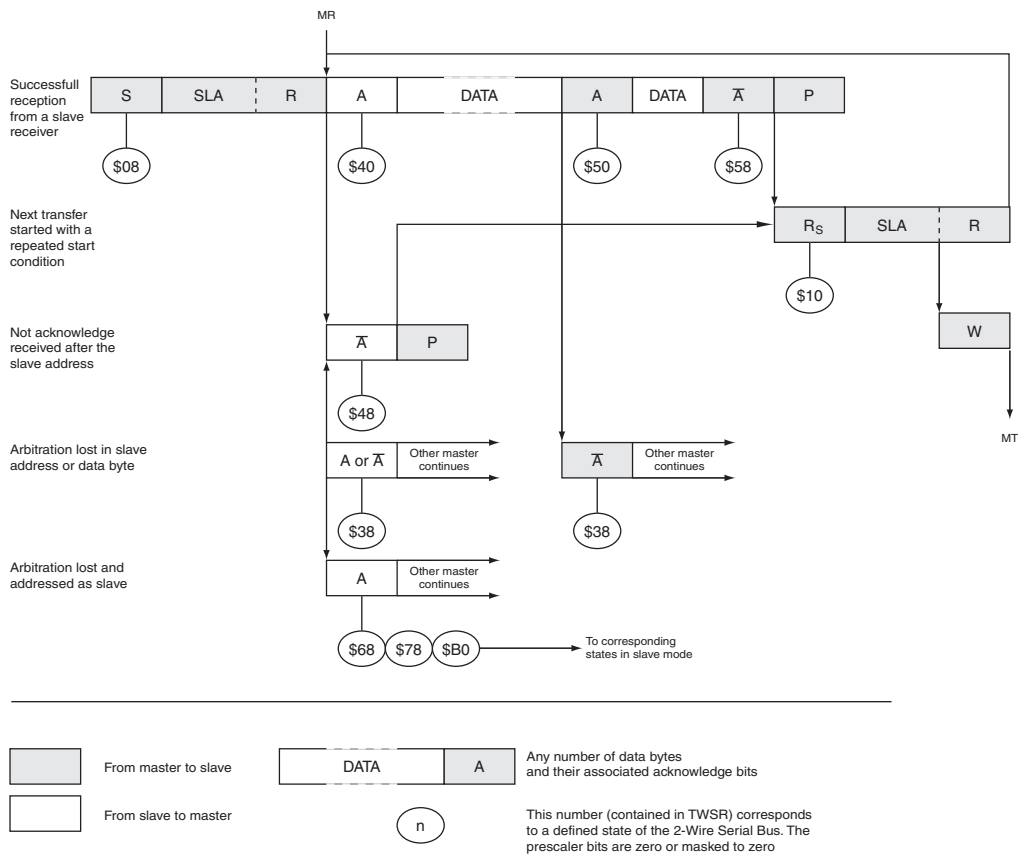 MR
Successfull
reception
from a slave
receiver
S SLA R A DATA A DATA A̅ P
$08 $40 $50 $58
Next transfer
started with a
repeated start
condition
RS SLA R
$10
Not acknowledge
received after the
slave address
A̅ P
W
$48
MT
Arbitration lost in slave
address or data byte
A or A̅ Other master
continues
A̅ Other master
continues
$38 $38
Arbitration lost and
addressed as slave
A Other master
continues
$68 $78 $B0
To corresponding
states in slave mode
From master to slave
DATA A
Any number of data bytes
and their associated acknowledge bits
From slave to master
n
This number (contained in TWSR) corresponds
to a defined state of the 2-Wire Serial Bus. The
prescaler bits are zero or masked to zero